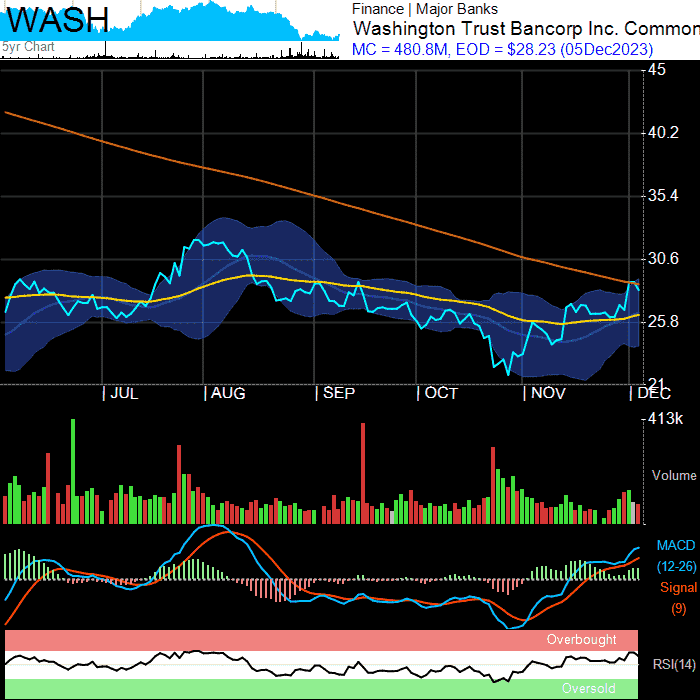 WASH
5yr Chart
Finance | Major Banks
Washington Trust Bancorp Inc. Common
MC = 480.8M, EOD = $28.23 (05Dec2023)
45
40.2
35.4
30.6
25.8
21
JUL
AUG
SEP
OCT
NOV
DEC
413k
Volume
MACD
(12-26)
Signal
(9)
Overbought
RSI(14)
Oversold